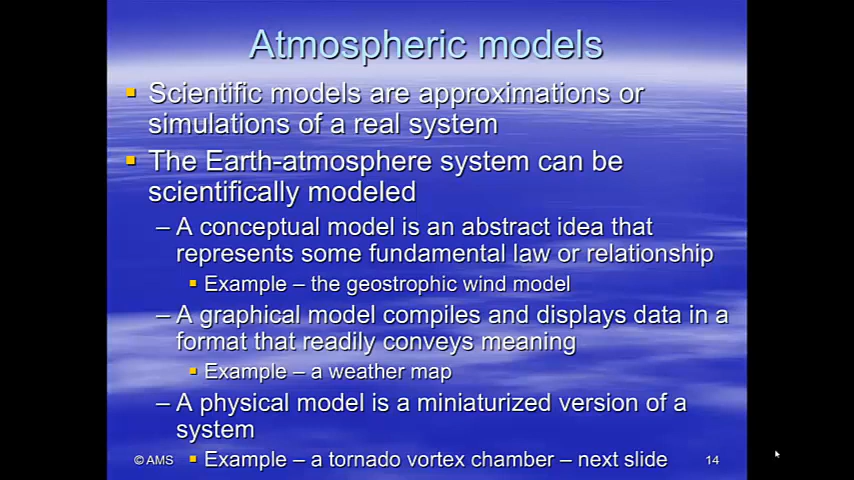 Atmospheric models
▪ Scientific models are approximations or
simulations of a real system
▪ The Earth-atmosphere system can be
scientifically modeled
– A conceptual model is an abstract idea that
represents some fundamental law or relationship
▪ Example – the geostrophic wind model
– A graphical model compiles and displays data in a
format that readily conveys meaning
▪ Example – a weather map
– A physical model is a miniaturized version of a
system
▪ Example – a tornado vortex chamber – next slide
© AMS
14